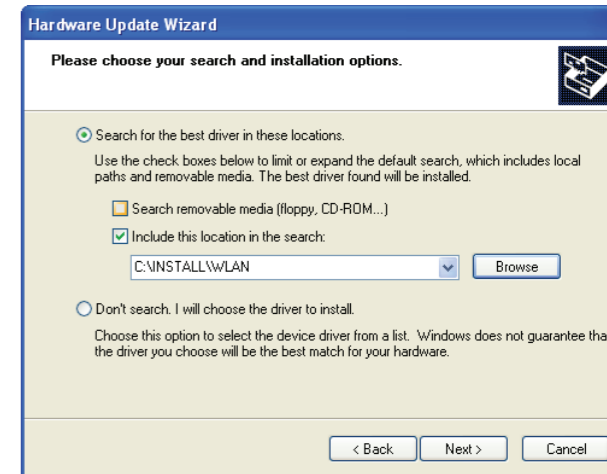 Hardware Update Wizard
Please choose your search and installation options.
Search for the best driver in these locations.
Use the check boxes below to limit or expand the default search, which includes local
paths and removable media. The best driver found will be installed.
Search removable media (floppy, CD-ROM...)
Include this location in the search:
C:\INSTALL\WLAN
Browse
Don't search. I will choose the driver to install.
Choose this option to select the device driver from a list. Windows does not guarantee tha
the driver you choose will be the best match for your hardware.
< Back Next > Cancel